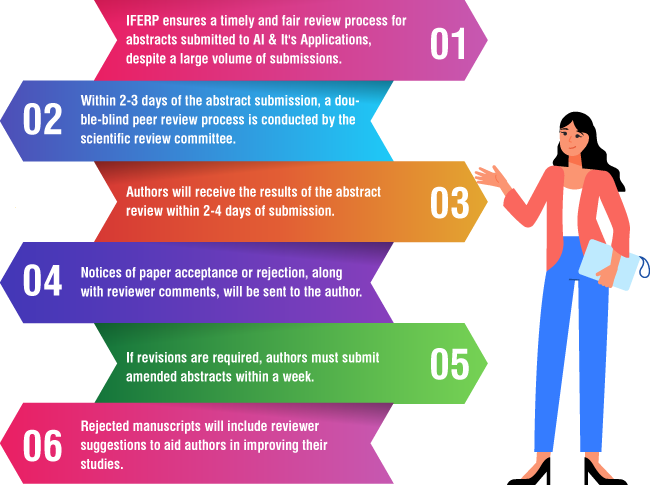 IFERP ensures a timely and fair review process for
abstracts submitted to AI & It's Applications,
despite a large volume of submissions.
01
02
Within 2-3 days of the abstract submission, a dou-
ble-blind peer review process is conducted by the
scientific review committee.
Authors will receive the results of the abstract
review within 2-4 days of submission.
03
04
Notices of paper acceptance or rejection, along
with reviewer comments, will be sent to the author.
If revisions are required, authors must submit
amended abstracts within a week.
05
06
Rejected manuscripts will include reviewer
suggestions to aid authors in improving their
studies.